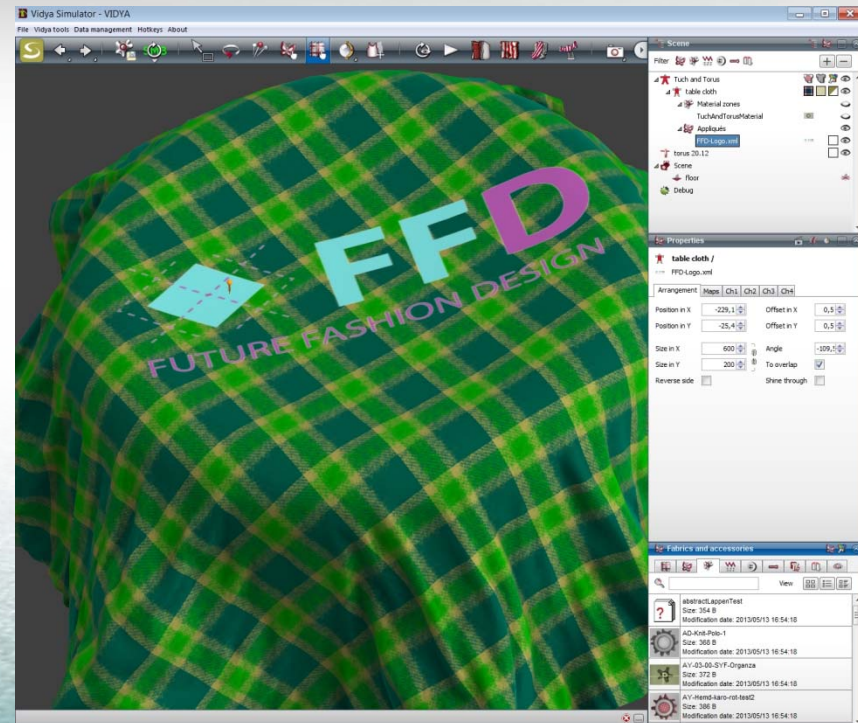 Vidya Simulator - VIDYA
File Vidya tools Data management Hotkeys About
FFD
FUTURE FASHION DESIGN
Scene
Filter
Tuch and Torus
table cloth
Material zones
TuchAndTorusMaterial
Appliqués
FFD-Logo.xml
torus 20.12
Scene
floor
Debug
Properties
table cloth /
FFD-Logo.xml
Arrangement Maps Ch1 Ch2 Ch3 Ch4
Position in X -229,1 Offset in X 0,5
Position in Y -25,4 Offset in Y 0,5
Size in X 600 Angle
Size in Y 200 To overlap
Reverse side Shine through
Fabrics and accessories
View
abstractLappenTest
Size: 354 B
Modification date: 2013/05/13 16:54:18
AD-Knit-Polo-1
Size: 368 B
Modification date: 2013/05/13 16:54:18
AY-03-00-SYF-Organza
Size: 372 B
Modification date: 2013/05/13 16:54:18
AY-Hemd-karo-rot-test2
Size: 386 B
Modification date: 2013/05/13 16:54:18